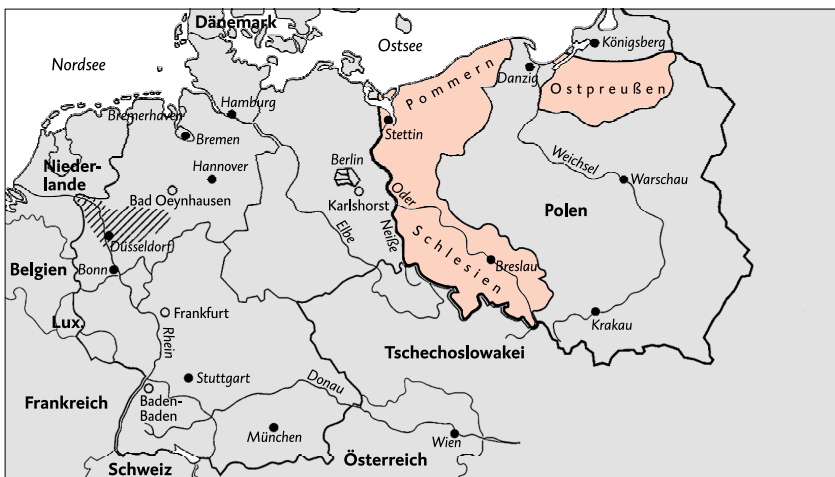 Dänemark
Ostsee
Nordsee
Königsberg
Danzig
Pommern
Ostpreußen
Hamburg
Bremerhaven
Stettin
Bremen
Nieder-
lande
Hannover
Berlin
Weichsel
Warschau
Bad Oeynhausen
Karlshorst
Oder
Polen
Elbe
Neiße
Düsseldorf
Schlesien
Belgien
Bonn
Breslau
Lux.
Frankfurt
Rhein
Krakau
Tschechoslowakei
Stuttgart
Donau
Frankreich
Baden-
Baden
München
Wien
Österreich
Schweiz